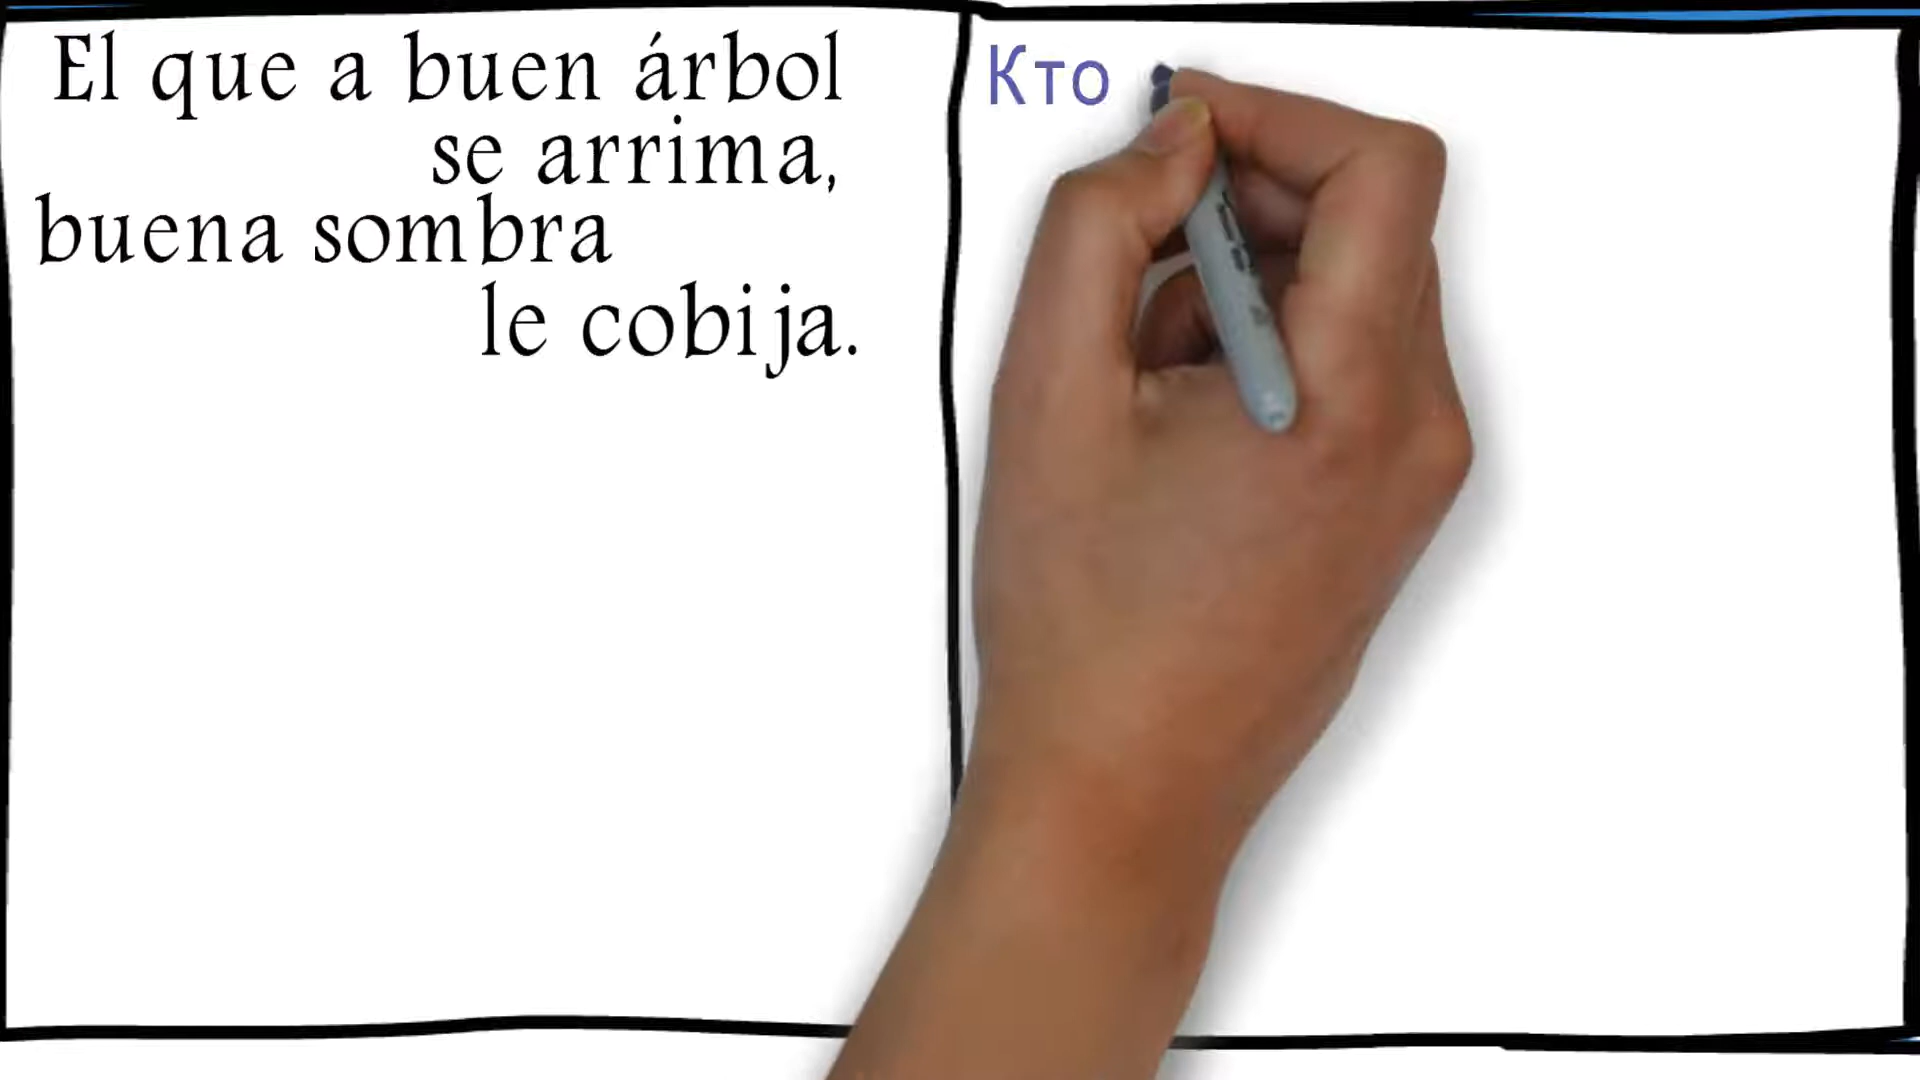 El que a buen árbol
se arrima,
buena sombra
le cobija.
Кто